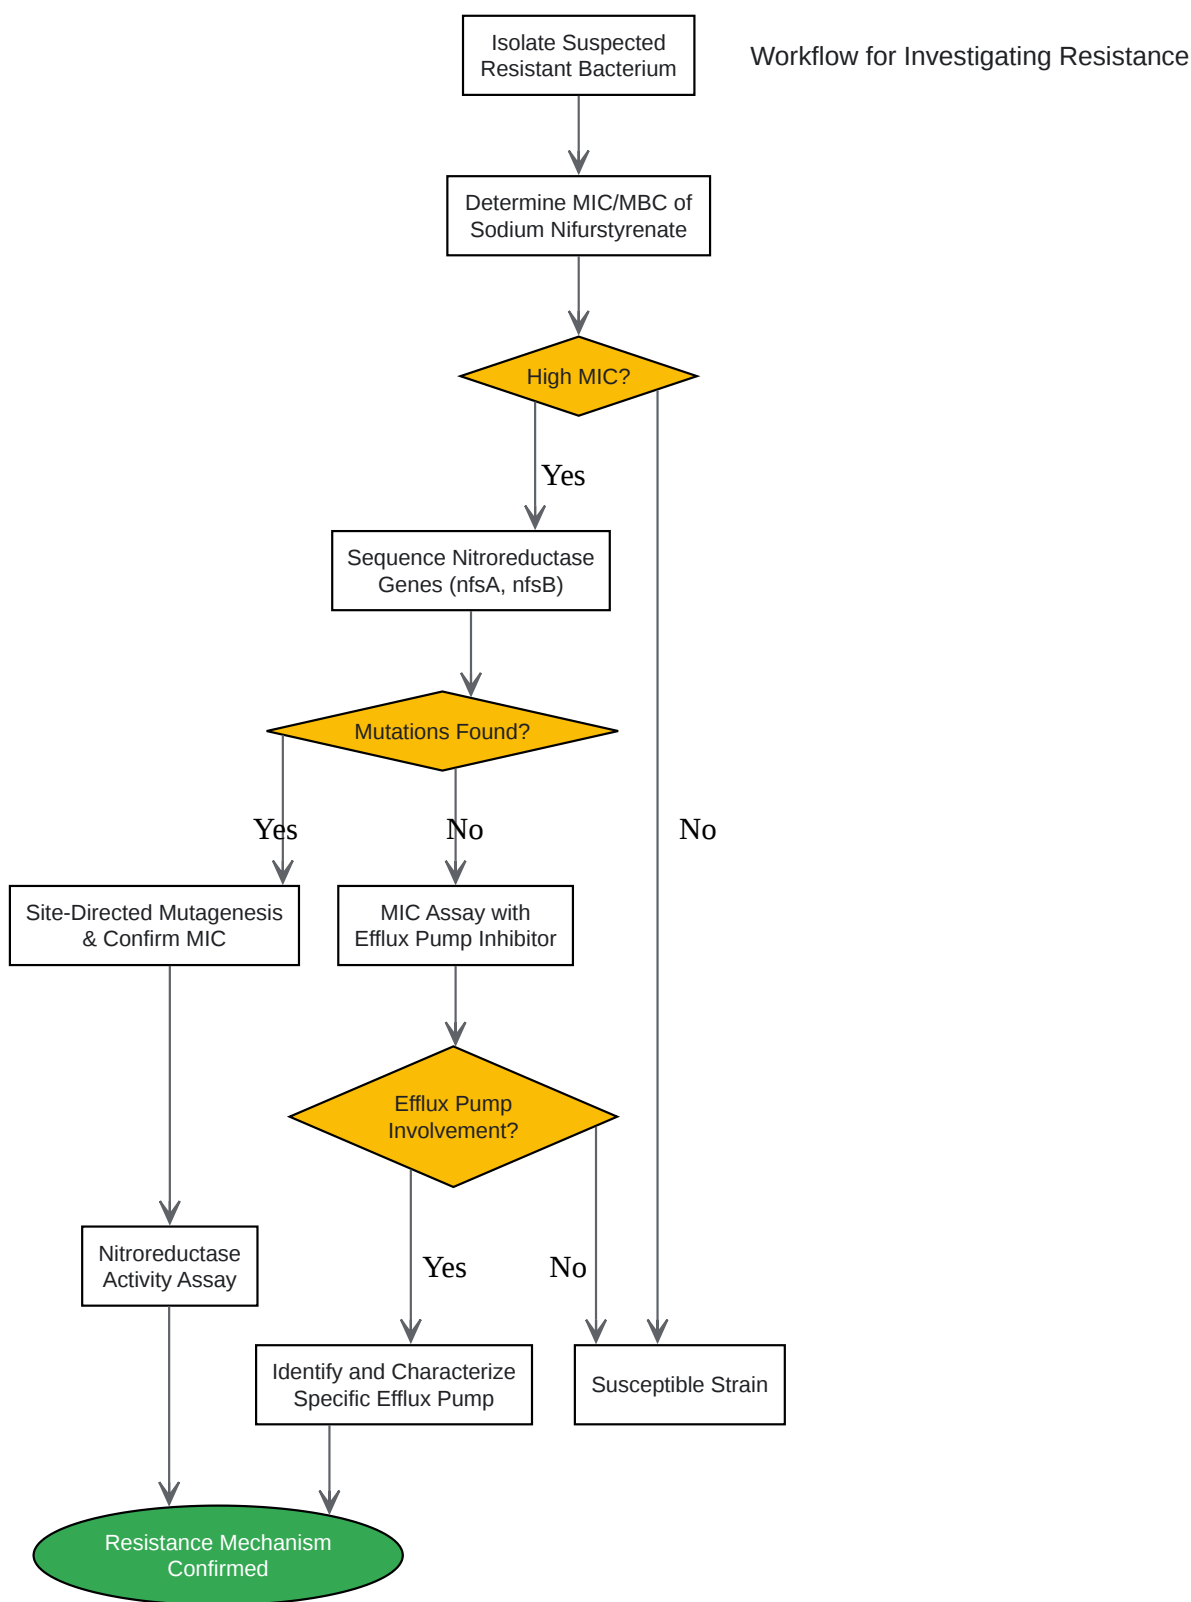 Isolate Suspected
Resistant Bacterium
Workflow for Investigating Resistance
Determine MIC/MBC of
Sodium Nifurstyrenate
High MIC?
Yes
Sequence Nitroreductase
Genes (nfsA, nfsB)
Mutations Found?
Yes
No
No
Site-Directed Mutagenesis
& Confirm MIC
MIC Assay with
Efflux Pump Inhibitor
Efflux Pump
Involvement?
Nitroreductase
Activity Assay
Yes
No
Identify and Characterize
Specific Efflux Pump
Susceptible Strain
Resistance Mechanism
Confirmed